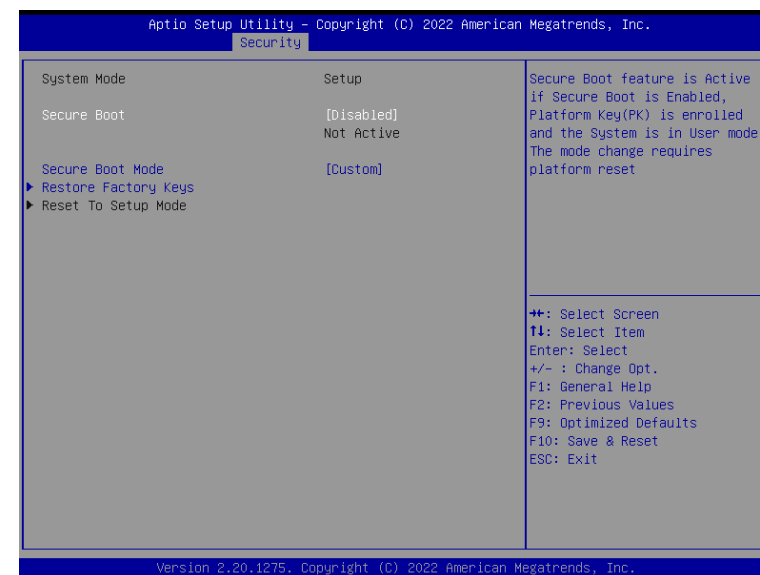 Aptio Setup Utility – Copyright (C) 2022 American Megatrends, Inc.
Security
System Mode Setup
Secure Boot [Disabled]
Not Active
Secure Boot Mode [Custom]
Restore Factory Keys
Reset To Setup Mode
Secure Boot feature is Active
if Secure Boot is Enabled,
Platform Key(PK) is enrolled
and the System is in User mode
The mode change requires
platform reset
→←: Select Screen
↑↓: Select Item
Enter: Select
+/– : Change Opt.
F1: General Help
F2: Previous Values
F9: Optimized Defaults
F10: Save & Reset
ESC: Exit
Version 2.20.1275. Copyright (C) 2022 American Megatrends, Inc.